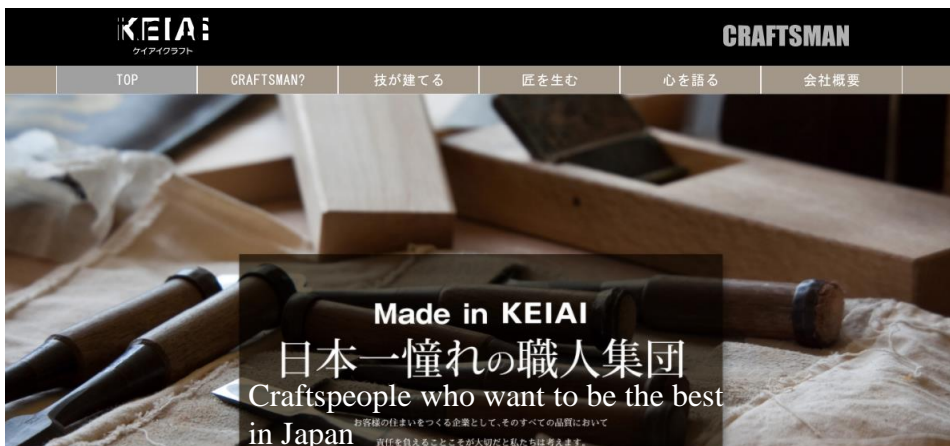 KEIAI
ケイアイクラフト
CRAFTSMAN
TOP
CRAFTSMAN?
技が建てる
匠を生む
心を語る
会社概要
Made in KEIAI
日本一憧れの職人集団
Craftspeople who want to be the best
お客様の住まいをつくる企業として、そのすべての品質において
in Japan
責任を負えることこそが大切だと私たちは考えます。